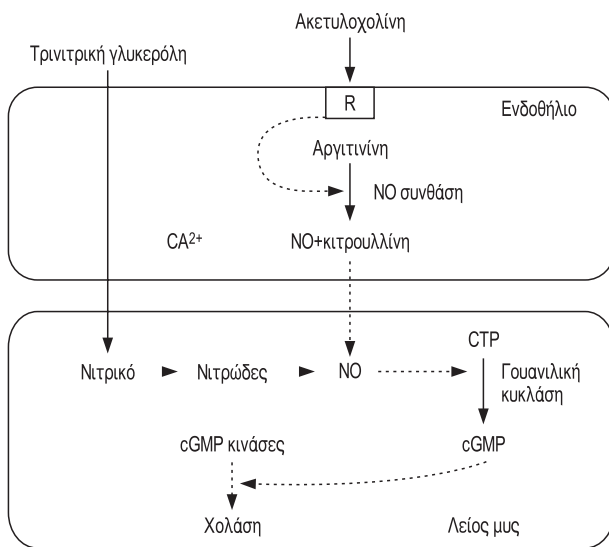 Ακετυλοχολίνη
Τρινιτρική γλυκερόλη
R
Ενδοθήλιο
Αργιτινίνη
NO συνθάση
CA²⁺
NO+κιτρουλλίνη
CTP
Νιτρικό
Νιτρώδες
NO
Γουανιλική
κυκλάση
cGMP κινάσες
cGMP
Χολάση
Λείος μυς